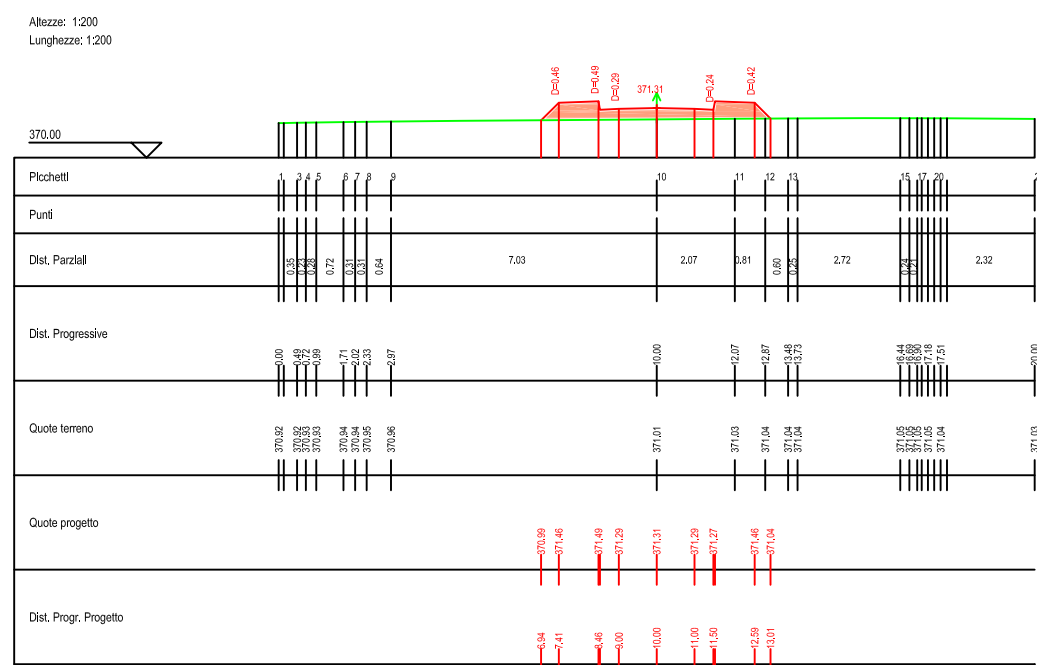 Altezze: 1:200
Lunghezze: 1:200
D=0.46 D=0.49 D=0.29 371.31 D=0.24 D=0.42
370.00
Picchetti 1 3 4 5 6 7 8 9 10 11 12 13 15 17 20
Punti
Dist. Parziali 0.35 0.23 0.28 0.72 0.31 0.31 0.64 7.03 2.07 0.81 0.60 0.25 2.72 0.24 0.21 2.32
Dist. Progressive 0.00 0.49 0.72 0.99 1.71 2.02 2.33 2.97 10.00 12.07 12.87 13.48 13.73 16.44 16.69 16.90 17.18 17.51 20.00
Quote terreno 370.92 370.92 370.93 370.93 370.94 370.94 370.95 370.96 371.01 371.03 371.04 371.04 371.04 371.05 371.05 371.05 371.05 371.04 371.03
Quote progetto 370.99 371.46 371.49 371.29 371.31 371.29 371.27 371.46 371.04
Dist. Progr. Progetto 6.94 7.41 8.46 9.00 10.00 11.00 11.50 12.59 13.01